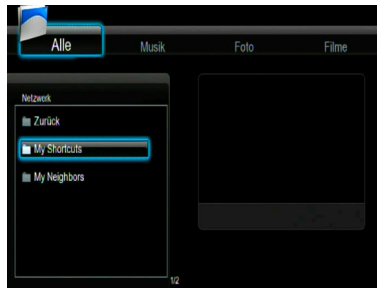 Alle Musik Foto Filme
Netzwerk
Zurück
My Shortcuts
My Neighbors
1/2